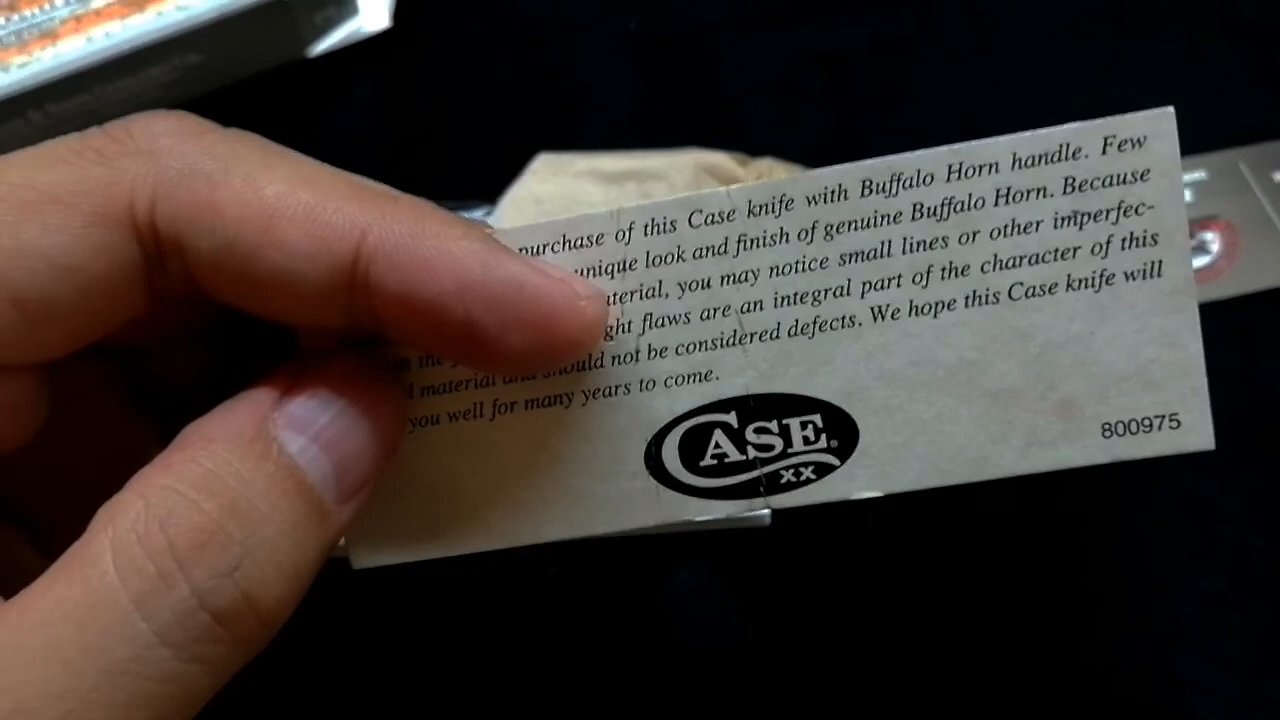 purchase of this Case knife with Buffalo Horn handle. Few
unique look and finish of genuine Buffalo Horn. Because
you may notice small lines or other imperfec-
flaws are an integral part of the character of this
material and should not be considered defects. We hope this Case knife will
you well for many years to come.
CASE
XX
800975